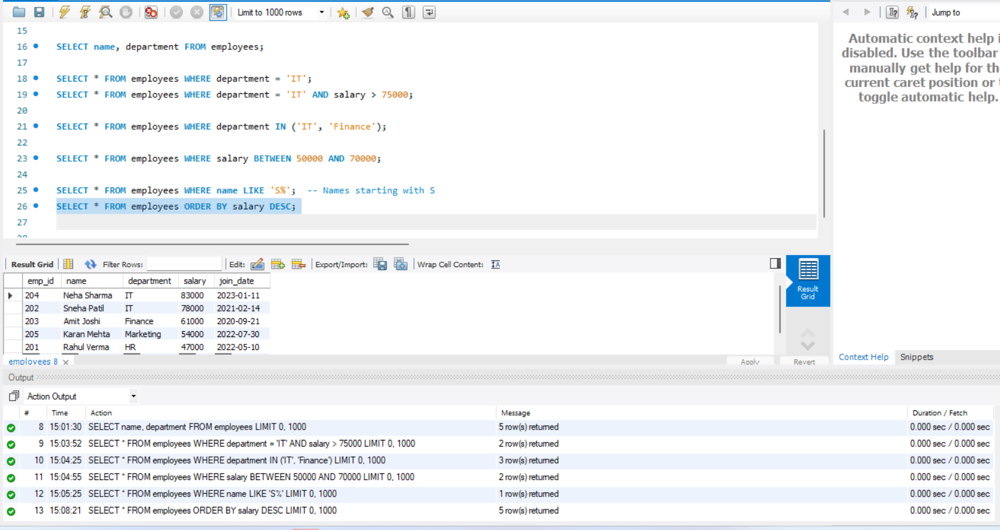 Limit to 1000 rows
Jump to
15
16 SELECT name, department FROM employees;
17
18 SELECT * FROM employees WHERE department = 'IT';
19 SELECT * FROM employees WHERE department = 'IT' AND salary > 75000;
20
21 SELECT * FROM employees WHERE department IN ('IT', 'Finance');
22
23 SELECT * FROM employees WHERE salary BETWEEN 50000 AND 70000;
24
25 SELECT * FROM employees WHERE name LIKE 'S%'; -- Names starting with S
26 SELECT * FROM employees ORDER BY salary DESC;
27
Automatic context help
disabled. Use the toolbar
manually get help for
current caret position or
toggle automatic help.
Result Grid Filter Rows: Edit: Export/Import: Wrap Cell Content: IA
emp_id name department salary join_date
204 Neha Sharma IT 83000 2023-01-11
202 Sneha Patil IT 78000 2021-02-14
203 Amit Joshi Finance 61000 2020-09-21
205 Karan Mehta Marketing 54000 2022-07-30
201 Rahul Verma HR 47000 2022-05-10
Result
Grid
employees 8
Apply Revert
Context Help Snippets
Output
Action Output
# Time Action Message Duration / Fetch
8 15:01:30 SELECT name, department FROM employees LIMIT 0, 1000 5 row(s) returned 0.000 sec / 0.000 sec
9 15:03:52 SELECT * FROM employees WHERE department = 'IT' AND salary > 75000 LIMIT 0, 1000 2 row(s) returned 0.000 sec / 0.000 sec
10 15:04:25 SELECT * FROM employees WHERE department IN ('IT', 'Finance') LIMIT 0, 1000 3 row(s) returned 0.000 sec / 0.000 sec
11 15:04:55 SELECT * FROM employees WHERE salary BETWEEN 50000 AND 70000 LIMIT 0, 1000 2 row(s) returned 0.000 sec / 0.000 sec
12 15:05:25 SELECT * FROM employees WHERE name LIKE 'S%' LIMIT 0, 1000 1 row(s) returned 0.000 sec / 0.000 sec
13 15:08:21 SELECT * FROM employees ORDER BY salary DESC LIMIT 0, 1000 5 row(s) returned 0.000 sec / 0.000 sec